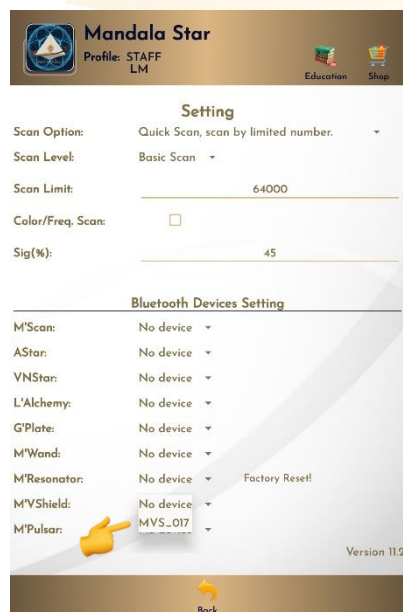 Mandala Star
Profile: STAFF
LM
Education
Shop
Setting
Scan Option: Quick Scan, scan by limited number.
Scan Level: Basic Scan
Scan Limit: 64000
Color/Freq. Scan:
Sig(%): 45
Bluetooth Devices Setting
M'Scan: No device
AStar: No device
VNStar: No device
L'Alchemy: No device
G'Plate: No device
M'Wand: No device
M'Resonator: No device Factory Reset!
M'VShield: No device
MVS_017
M'Pulsar:
Version 11.2
Back